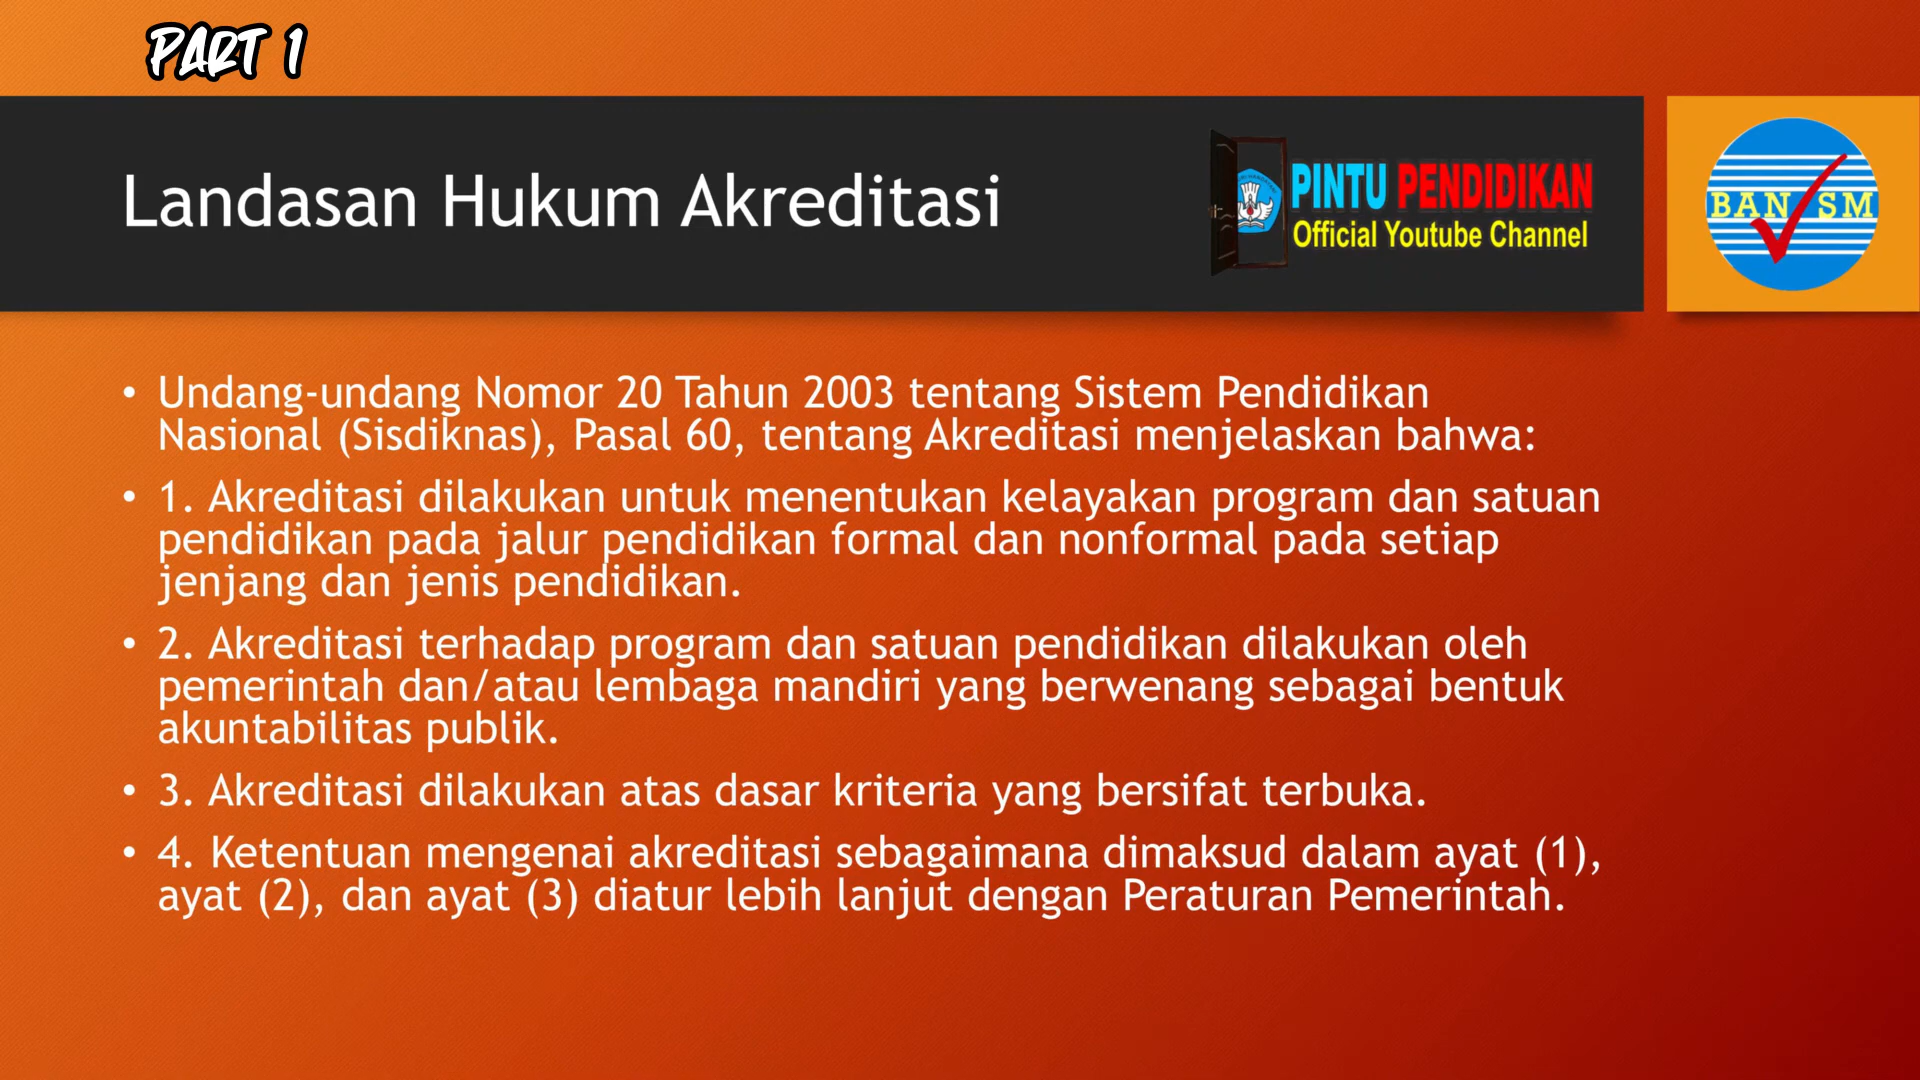 PART 1
Landasan Hukum Akreditasi
PINTU PENDIDIKAN
Official Youtube Channel
BAN SM
• Undang-undang Nomor 20 Tahun 2003 tentang Sistem Pendidikan
Nasional (Sisdiknas), Pasal 60, tentang Akreditasi menjelaskan bahwa:
• 1. Akreditasi dilakukan untuk menentukan kelayakan program dan satuan
pendidikan pada jalur pendidikan formal dan nonformal pada setiap
jenjang dan jenis pendidikan.
• 2. Akreditasi terhadap program dan satuan pendidikan dilakukan oleh
pemerintah dan/atau lembaga mandiri yang berwenang sebagai bentuk
akuntabilitas publik.
• 3. Akreditasi dilakukan atas dasar kriteria yang bersifat terbuka.
• 4. Ketentuan mengenai akreditasi sebagaimana dimaksud dalam ayat (1),
ayat (2), dan ayat (3) diatur lebih lanjut dengan Peraturan Pemerintah.